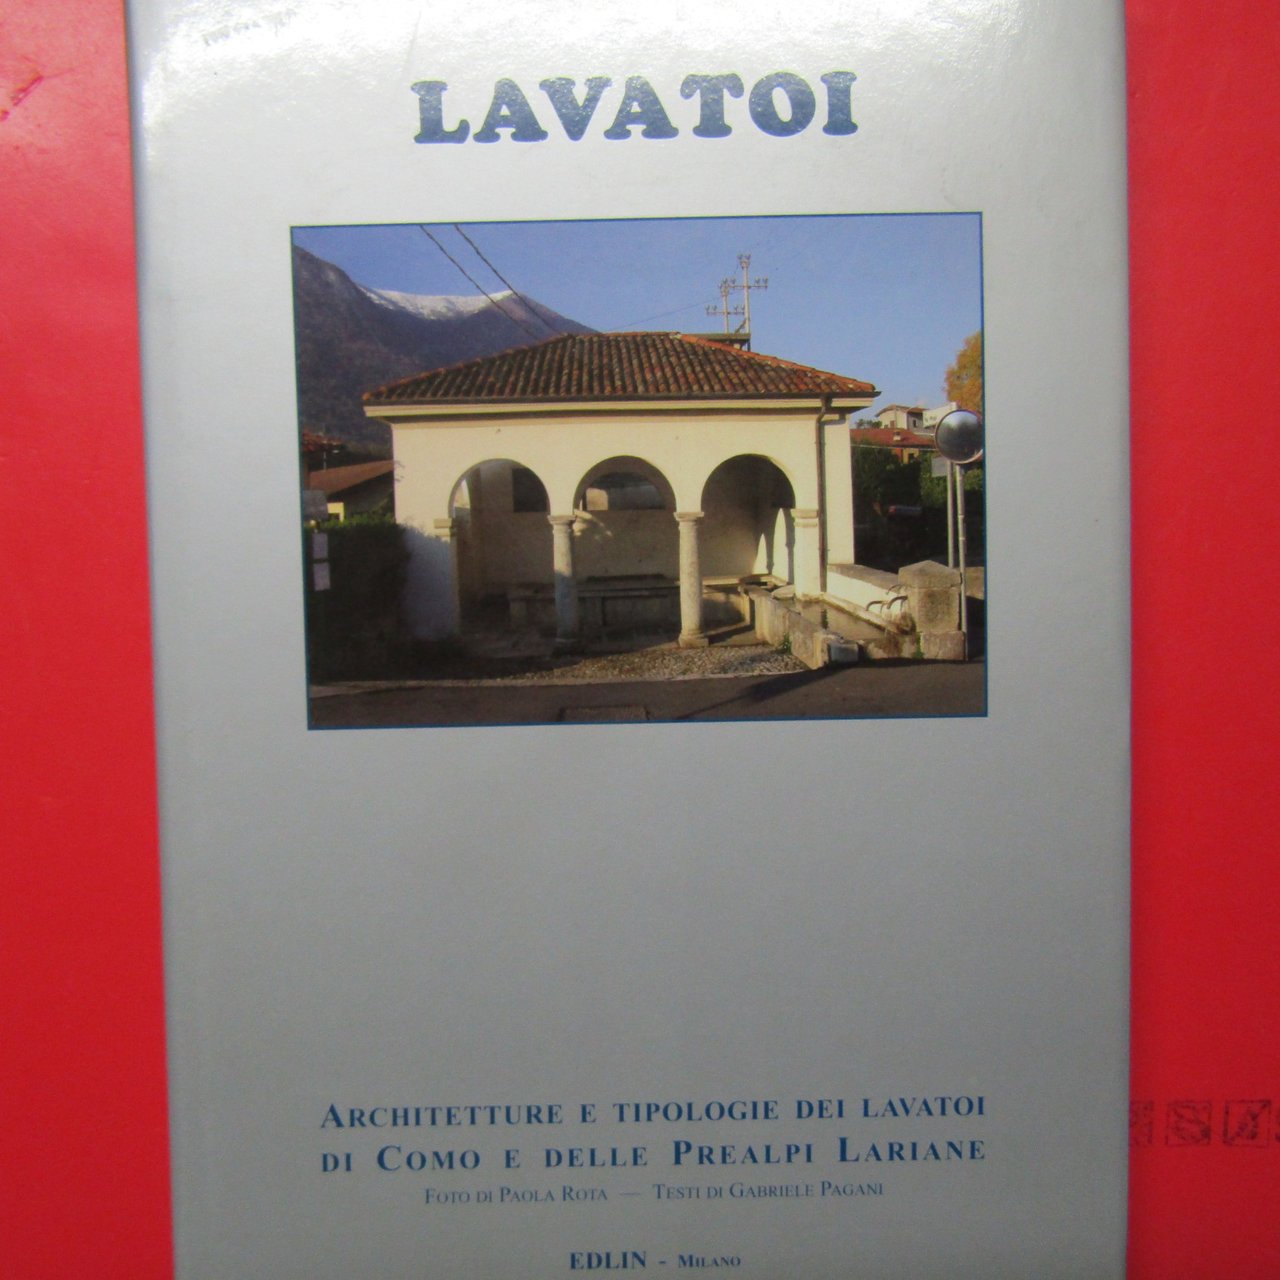 LAVATOI
ARCHITETTURE E TIPOLOGIE DEI LAVATOI
DI COMO E DELLE PREALPI LARIANE
FOTO DI PAOLA ROTA — TESTI DI GABRIELE PAGANI
EDLIN - MILANO